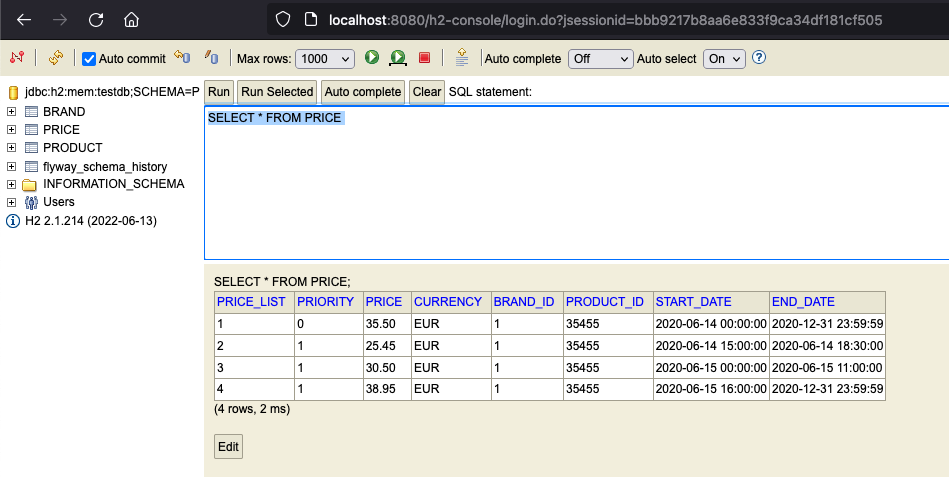 localhost:8080/h2-console/login.do?jsessionid=bbb9217b8aa6e833f9ca34df181cf505
Auto commit Max rows: 1000 Auto complete Off Auto select On ?
jdbc:h2:mem:testdb;SCHEMA=P
BRAND
PRICE
PRODUCT
flyway_schema_history
INFORMATION_SCHEMA
Users
H2 2.1.214 (2022-06-13)
Run Run Selected Auto complete Clear SQL statement:
SELECT * FROM PRICE
SELECT * FROM PRICE;
PRICE_LIST PRIORITY PRICE CURRENCY BRAND_ID PRODUCT_ID START_DATE END_DATE
1 0 35.50 EUR 1 35455 2020-06-14 00:00:00 2020-12-31 23:59:59
2 1 25.45 EUR 1 35455 2020-06-14 15:00:00 2020-06-14 18:30:00
3 1 30.50 EUR 1 35455 2020-06-15 00:00:00 2020-06-15 11:00:00
4 1 38.95 EUR 1 35455 2020-06-15 16:00:00 2020-12-31 23:59:59
(4 rows, 2 ms)
Edit